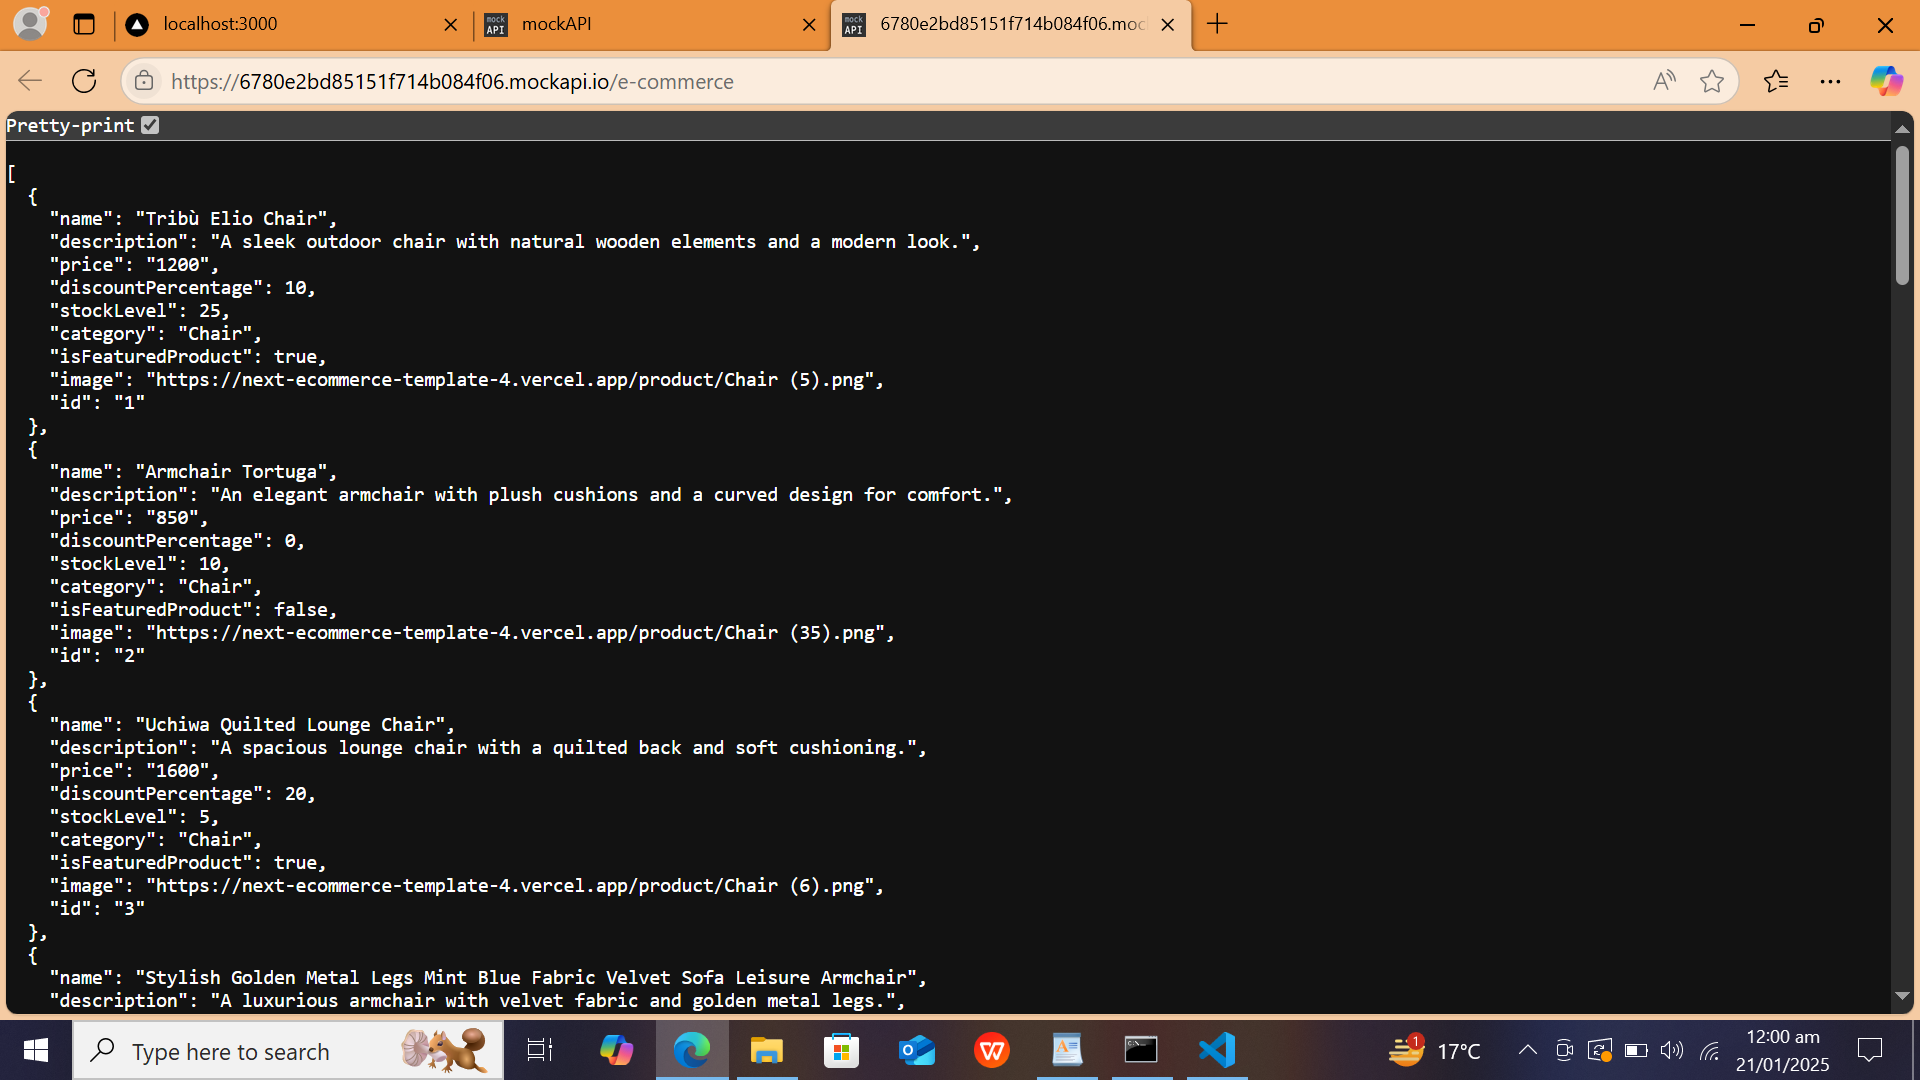 localhost:3000
mock API
mockAPI
mock API
6780e2bd85151f714b084f06.moc
https://6780e2bd85151f714b084f06.mockapi.io/e-commerce
Pretty-print
[
{
"name": "Tribù Elio Chair",
"description": "A sleek outdoor chair with natural wooden elements and a modern look.",
"price": "1200",
"discountPercentage": 10,
"stockLevel": 25,
"category": "Chair",
"isFeaturedProduct": true,
"image": "https://next-ecommerce-template-4.vercel.app/product/Chair (5).png",
"id": "1"
},
{
"name": "Armchair Tortuga",
"description": "An elegant armchair with plush cushions and a curved design for comfort.",
"price": "850",
"discountPercentage": 0,
"stockLevel": 10,
"category": "Chair",
"isFeaturedProduct": false,
"image": "https://next-ecommerce-template-4.vercel.app/product/Chair (35).png",
"id": "2"
},
{
"name": "Uchiwa Quilted Lounge Chair",
"description": "A spacious lounge chair with a quilted back and soft cushioning.",
"price": "1600",
"discountPercentage": 20,
"stockLevel": 5,
"category": "Chair",
"isFeaturedProduct": true,
"image": "https://next-ecommerce-template-4.vercel.app/product/Chair (6).png",
"id": "3"
},
{
"name": "Stylish Golden Metal Legs Mint Blue Fabric Velvet Sofa Leisure Armchair",
"description": "A luxurious armchair with velvet fabric and golden metal legs.",
Type here to search
1
17°C
12:00 am
21/01/2025